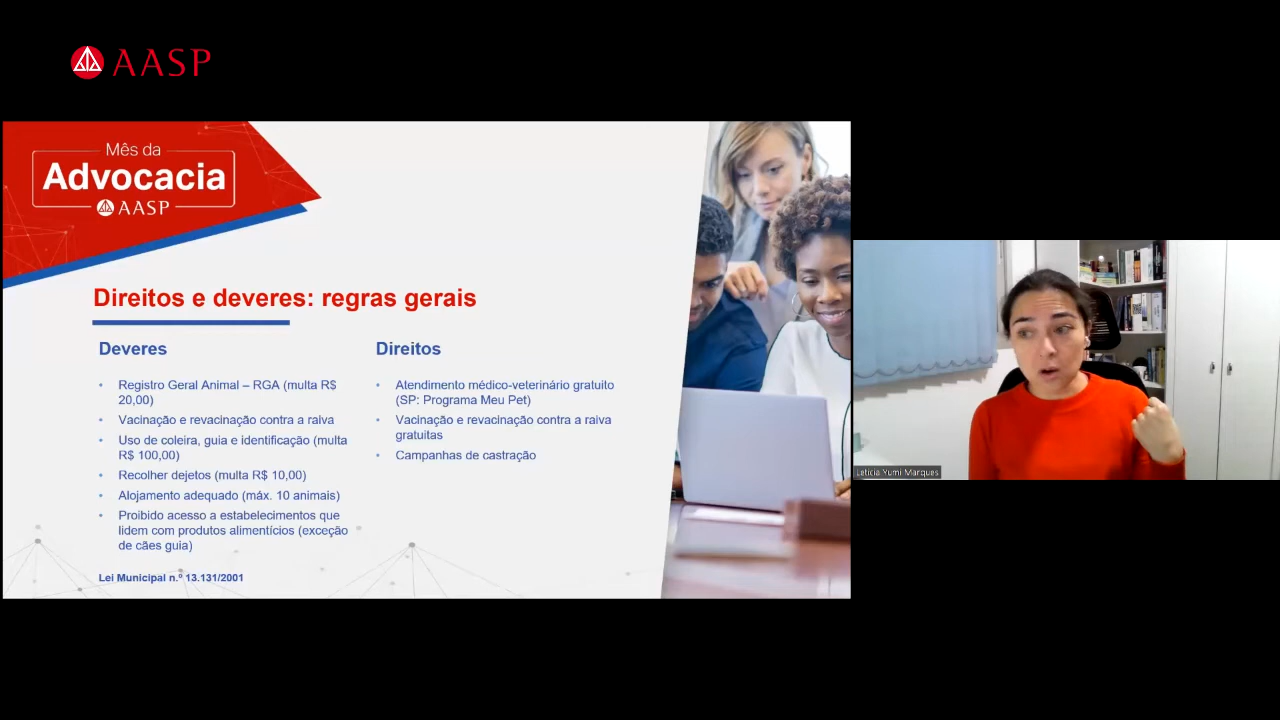 AASP
Mês da
Advocacia
AASP
Direitos e deveres: regras gerais
Deveres
• Registro Geral Animal – RGA (multa R$
20,00)
• Vacinação e revacinação contra a raiva
• Uso de coleira, guia e identificação (multa
R$ 100,00)
• Recolher dejetos (multa R$ 10,00)
• Alojamento adequado (máx. 10 animais)
• Proibido acesso a estabelecimentos que
lidem com produtos alimentícios (exceção
de cães guia)
Lei Municipal n.º 13.131/2001
Direitos
• Atendimento médico-veterinário gratuito
(SP: Programa Meu Pet)
• Vacinação e revacinação contra a raiva
gratuitas
• Campanhas de castração
Leticia Yumi Marques